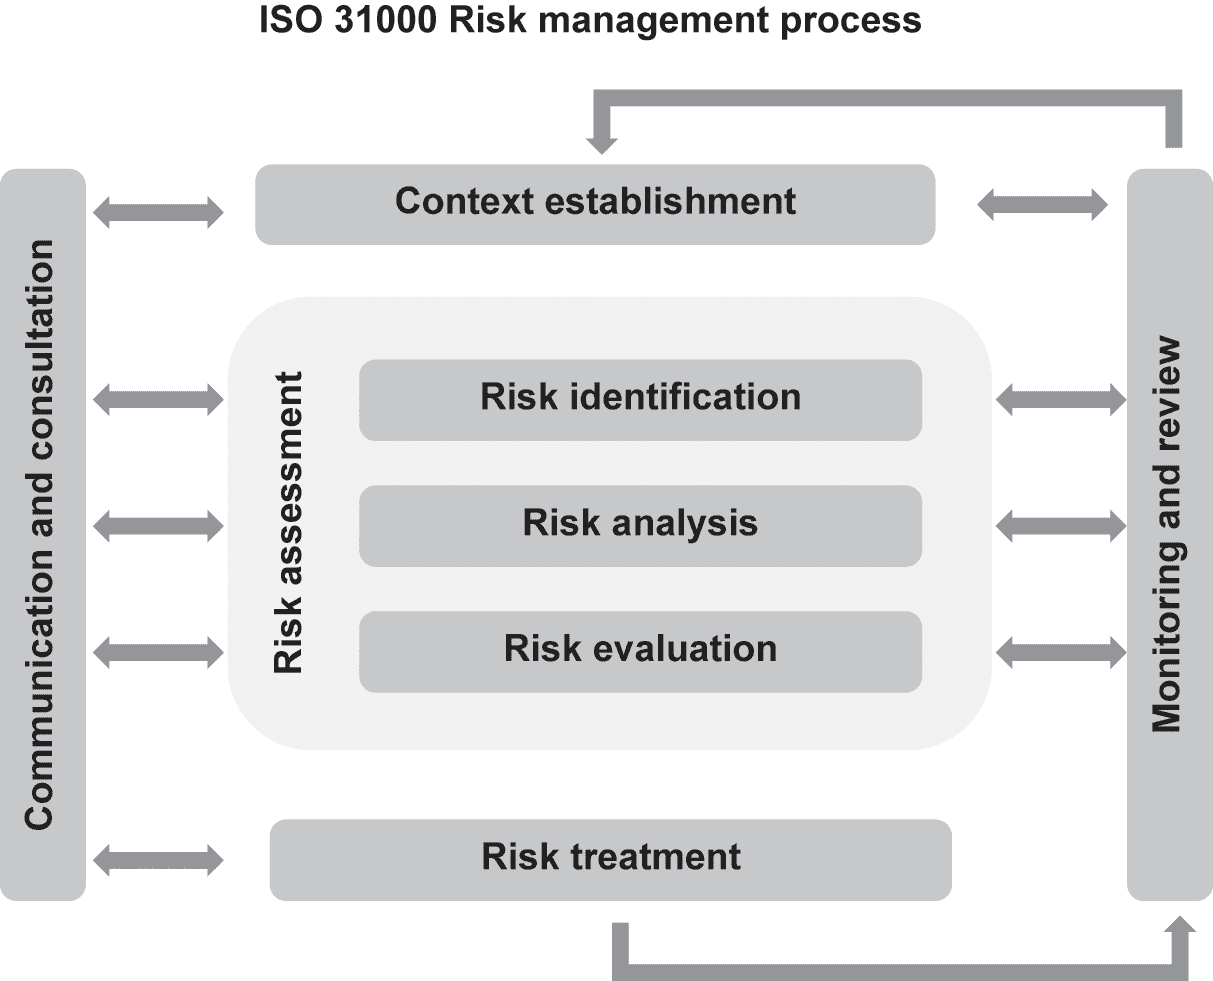 ISO 31000 Risk management process
Context establishment
Communication and consultation
Risk assessment
Risk identification
Risk analysis
Risk evaluation
Monitoring and review
Risk treatment